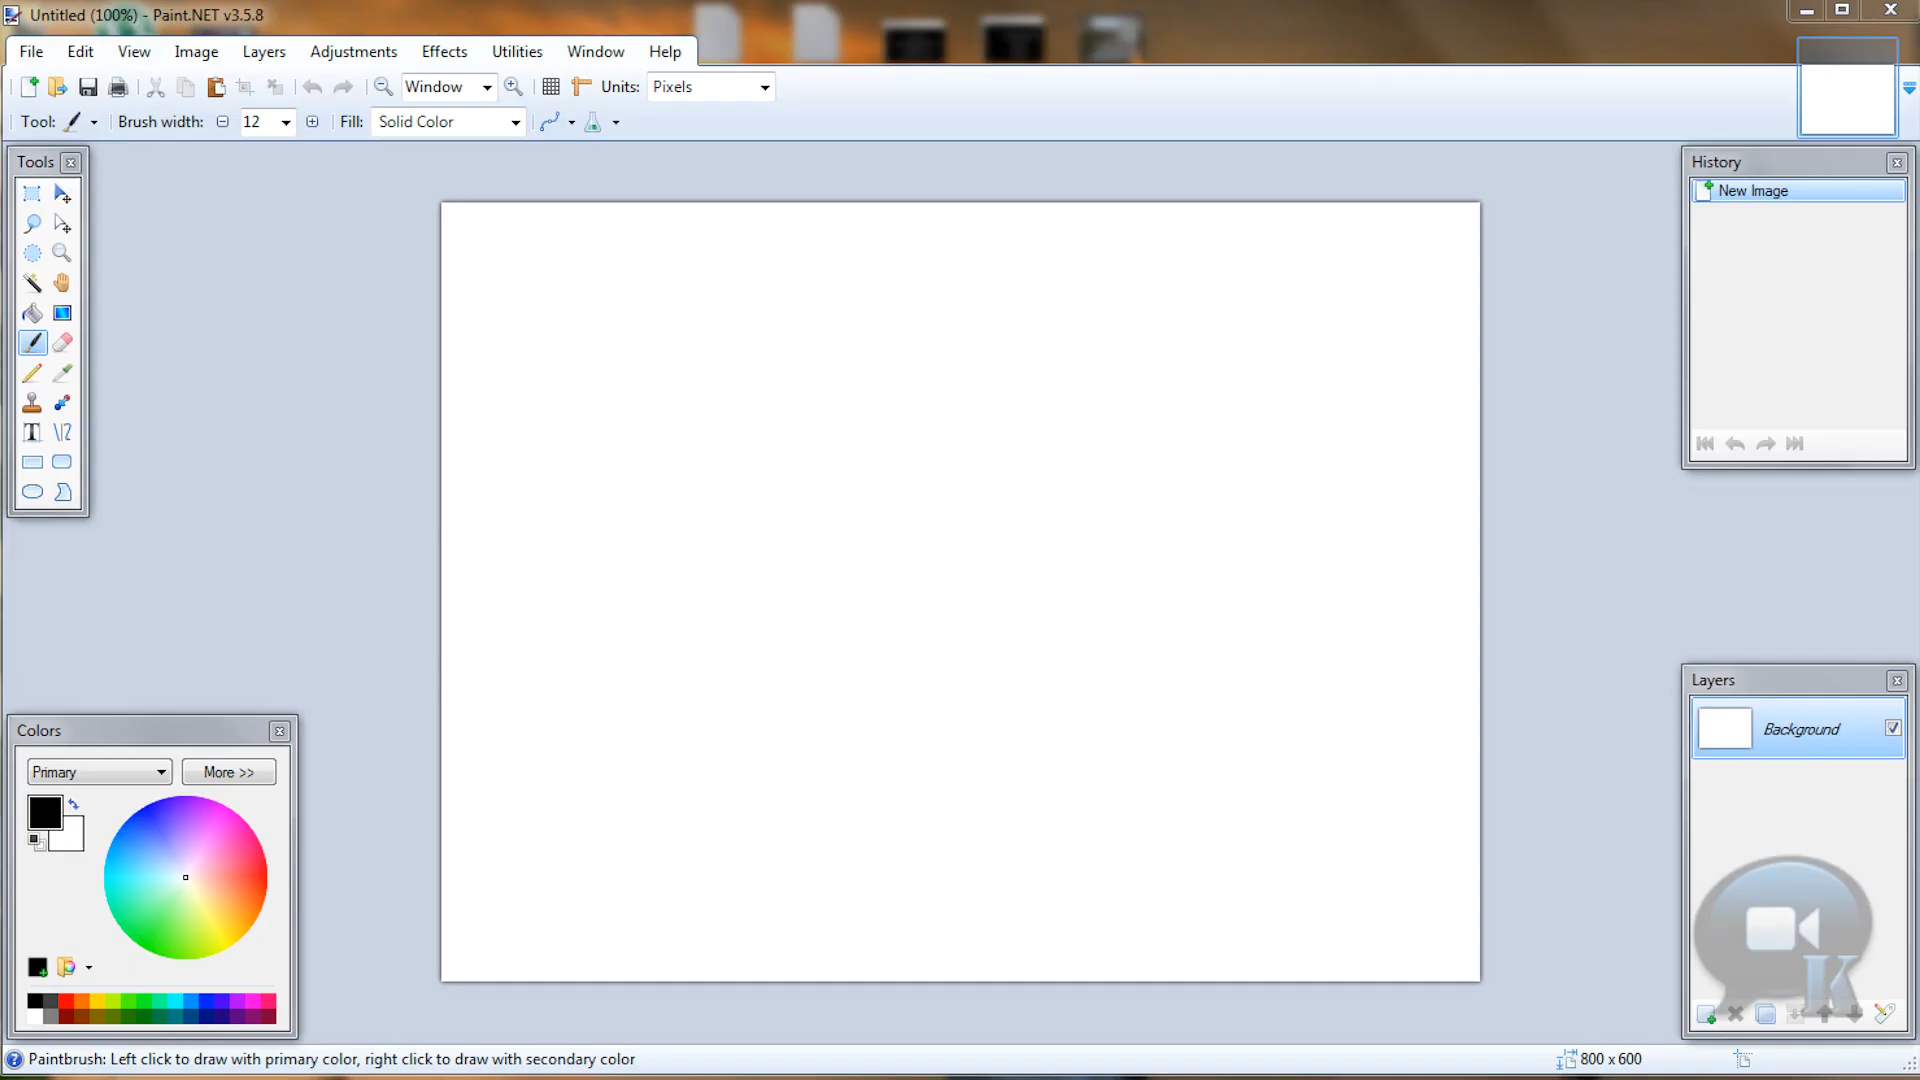 Untitled (100%) - Paint.NET v3.5.8
File Edit View Image Layers Adjustments Effects Utilities Window Help
Window Units: Pixels
Tool: Brush width: 12 Fill: Solid Color
Tools
History
New Image
Colors
Primary More >>
Layers
Background
K
Paintbrush: Left click to draw with primary color, right click to draw with secondary color
800 x 600